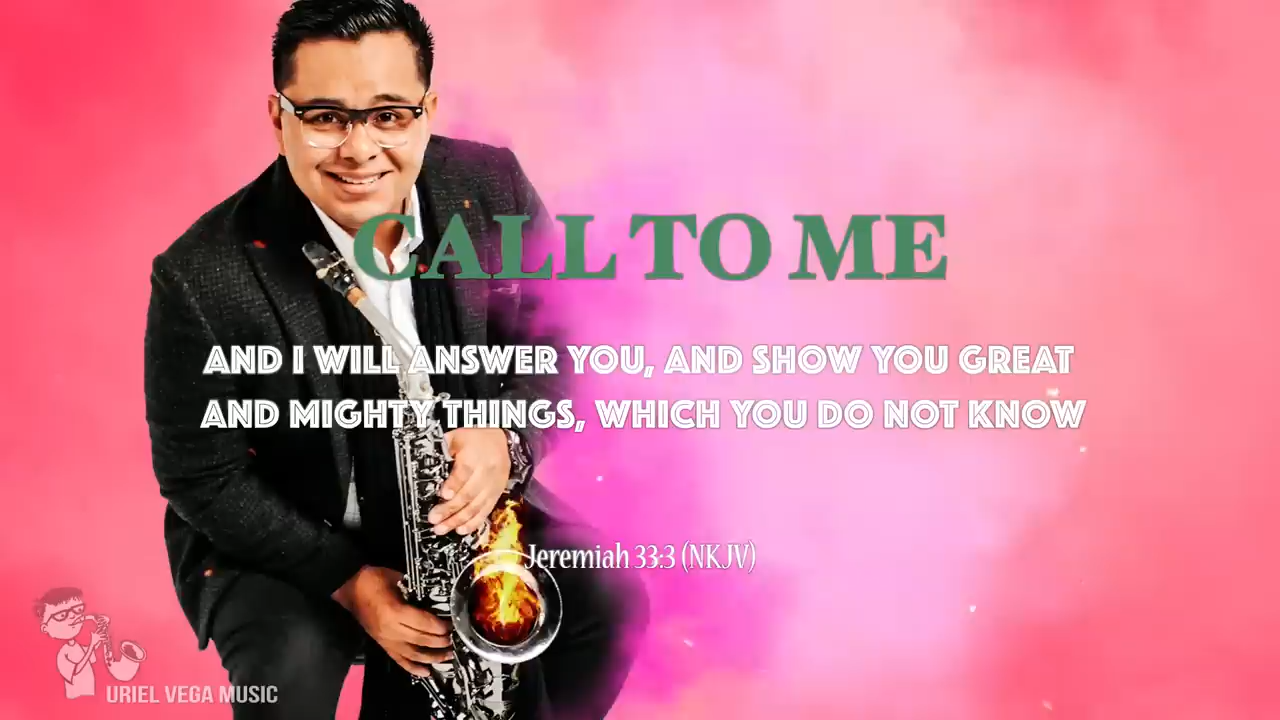 CALL TO ME
AND I WILL ANSWER YOU, AND SHOW YOU GREAT
AND MIGHTY THINGS, WHICH YOU DO NOT KNOW
Jeremiah 33:3 (NKJV)
URIEL VEGA MUSIC